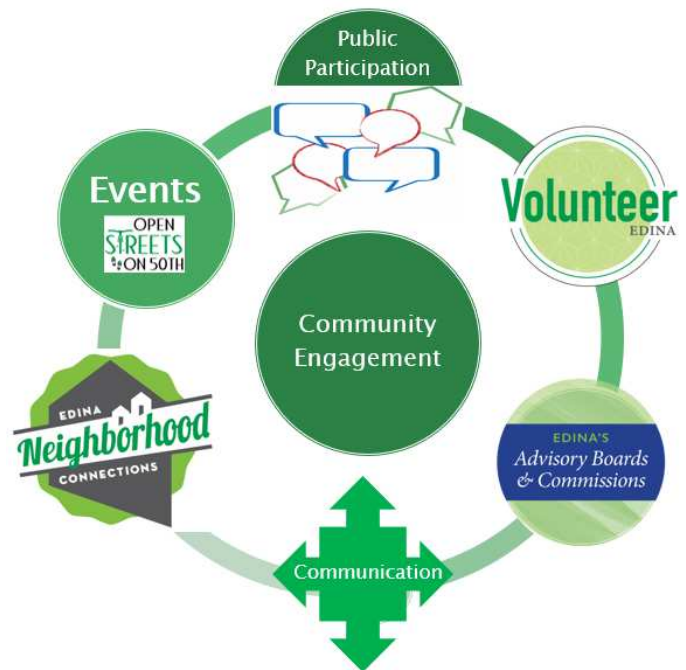 Public
Participation
Events
OPEN
STREETS
ON 50TH
Volunteer
EDINA
Community
Engagement
EDINA
Neighborhood
CONNECTIONS
EDINA'S
Advisory Boards
& Commissions
Communication